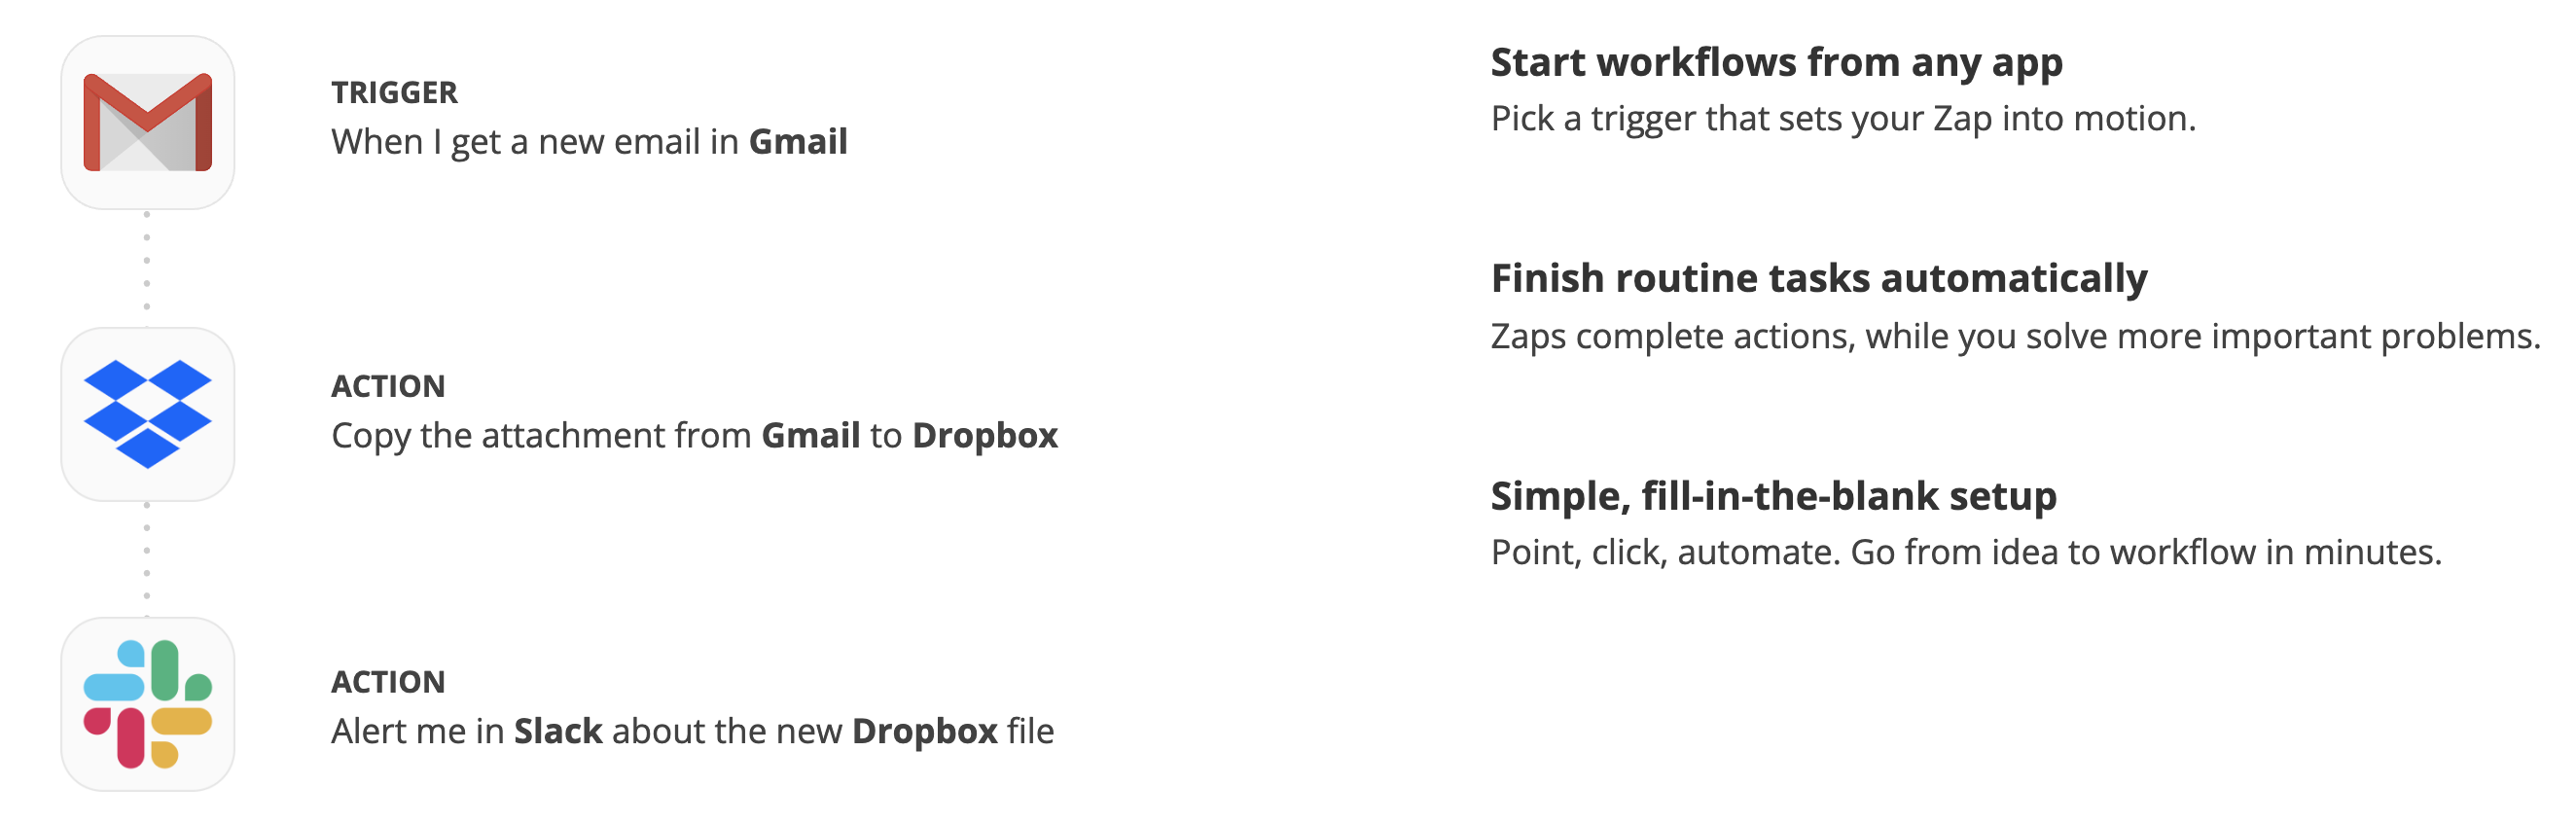 TRIGGER
When I get a new email in Gmail
ACTION
Copy the attachment from Gmail to Dropbox
ACTION
Alert me in Slack about the new Dropbox file
Start workflows from any app
Pick a trigger that sets your Zap into motion.
Finish routine tasks automatically
Zaps complete actions, while you solve more important problems.
Simple, fill-in-the-blank setup
Point, click, automate. Go from idea to workflow in minutes.